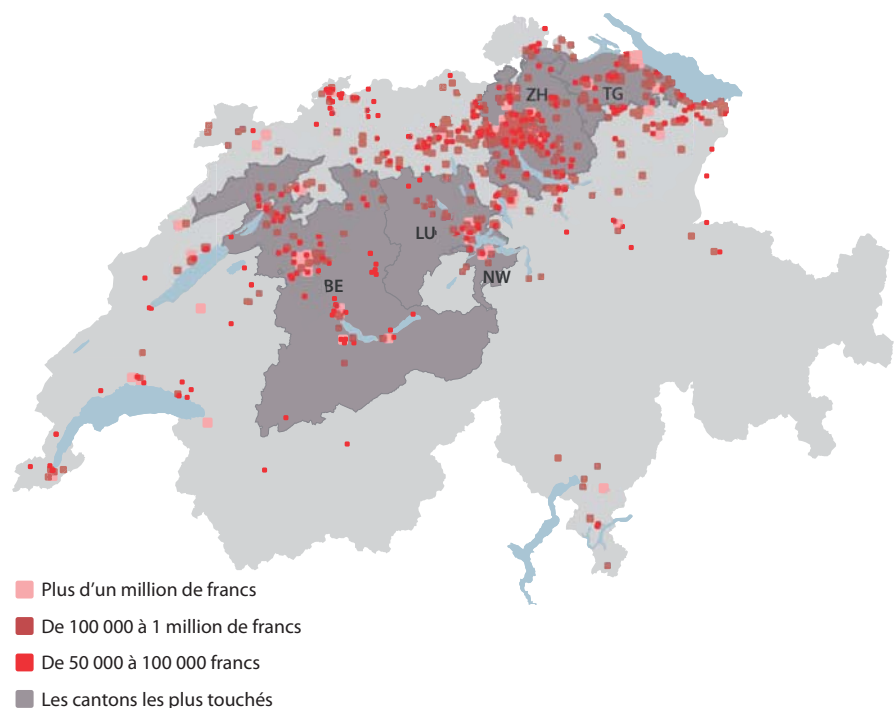 ZH
TG
LU
NW
BE
Plus d'un million de francs
De 100 000 à 1 million de francs
De 50 000 à 100 000 francs
Les cantons les plus touchés